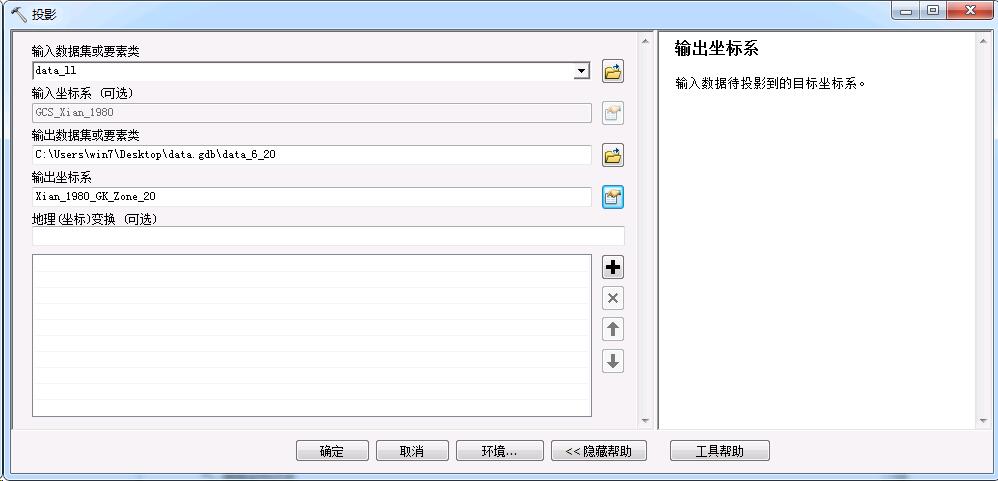 投影
输入数据集或要素类
data_ll
输入坐标系 (可选)
GCS_Xian_1980
输出数据集或要素类
C:\Users\win7\Desktop\data.gdb\data_6_20
输出坐标系
Xian_1980_GK_Zone_20
地理(坐标)变换 (可选)
确定
取消
环境...
<< 隐藏帮助
输出坐标系
输入数据待投影到的目标坐标系。
工具帮助